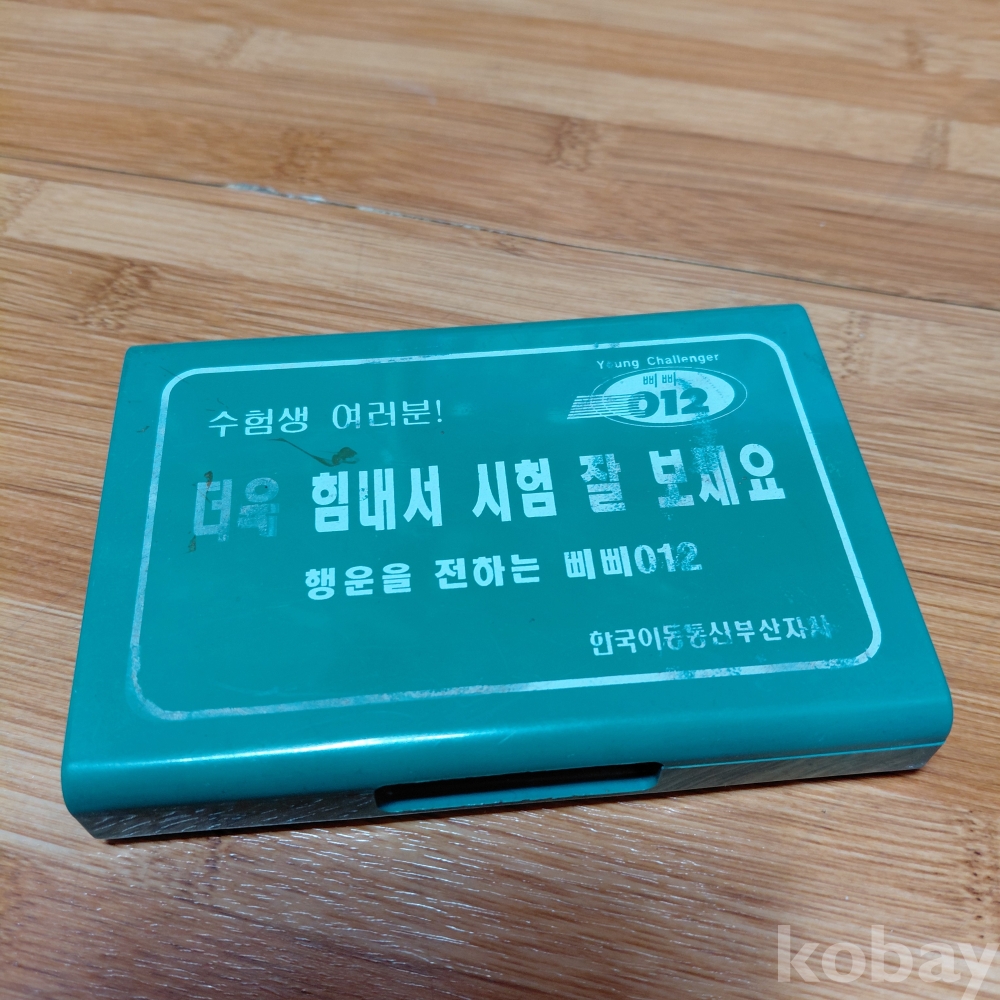 Young Challenger
삐삐
012
수험생 여러분!
더욱 힘내서 시험 잘 보세요
행운을 전하는 삐삐012
한국이동통신부산지사
kobay